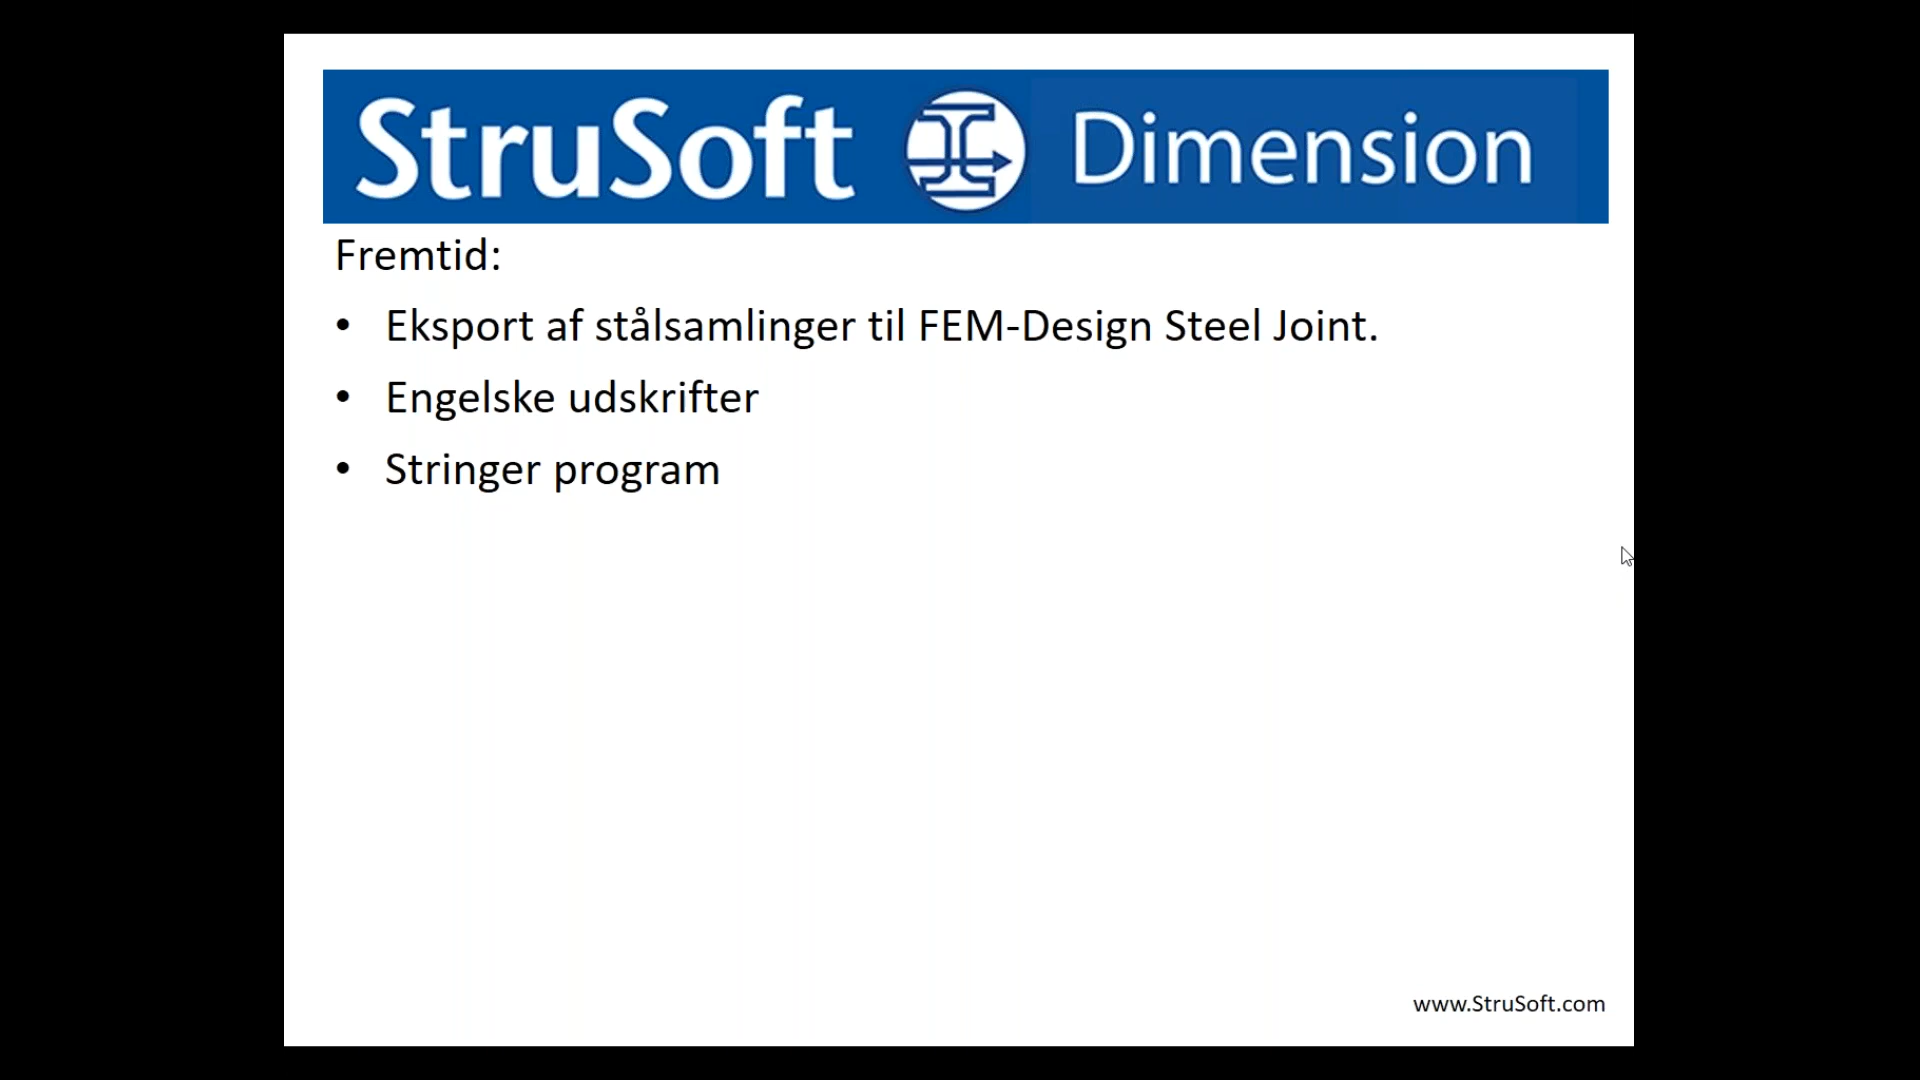 StruSoft Dimension
Fremtid:
• Eksport af stålsamlinger til FEM-Design Steel Joint.
• Engelske udskrifter
• Stringer program
www.StruSoft.com